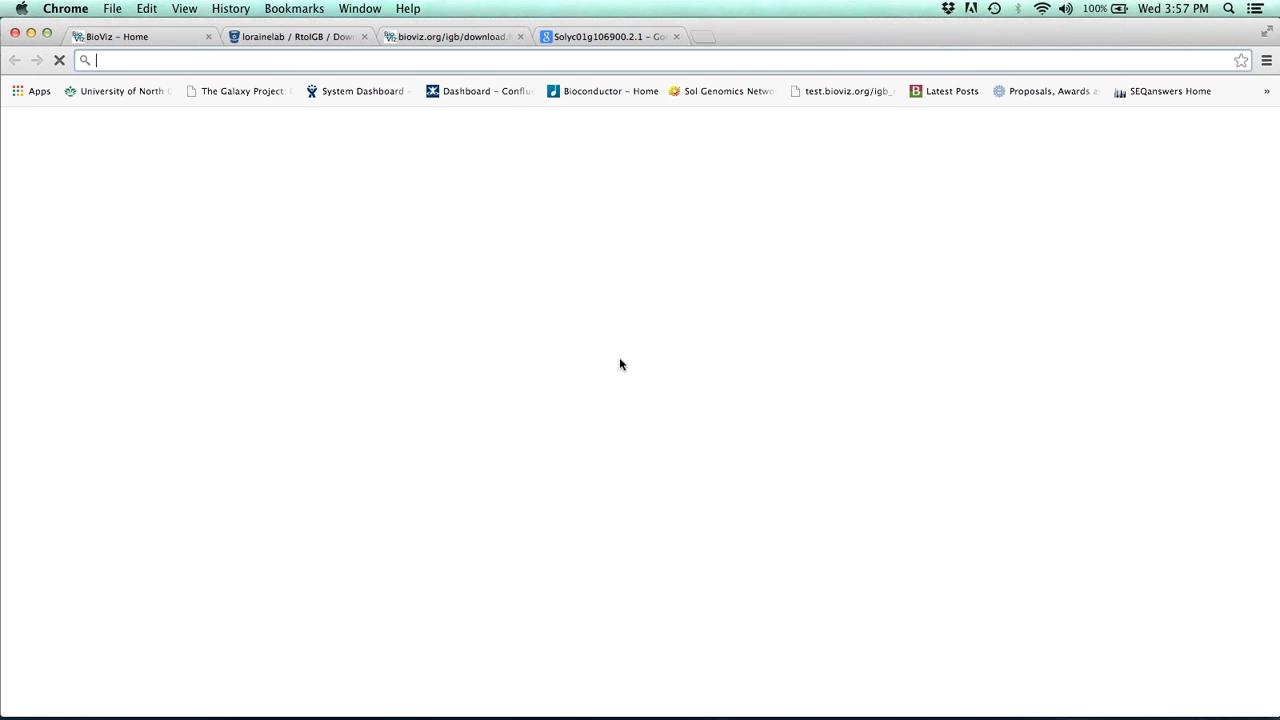 Chrome File Edit View History Bookmarks Window Help 100% Wed 3:57 PM
BioViz – Home lorainelab / RtoIGB / Dow bioviz.org/igb/download. Solyc01g106900.2.1 – Go
Apps University of North C The Galaxy Project: System Dashboard – Dashboard – Conflu Bioconductor – Home Sol Genomics Netwo test.bioviz.org/igb_ Latest Posts Proposals, Awards a SEQanswers Home »